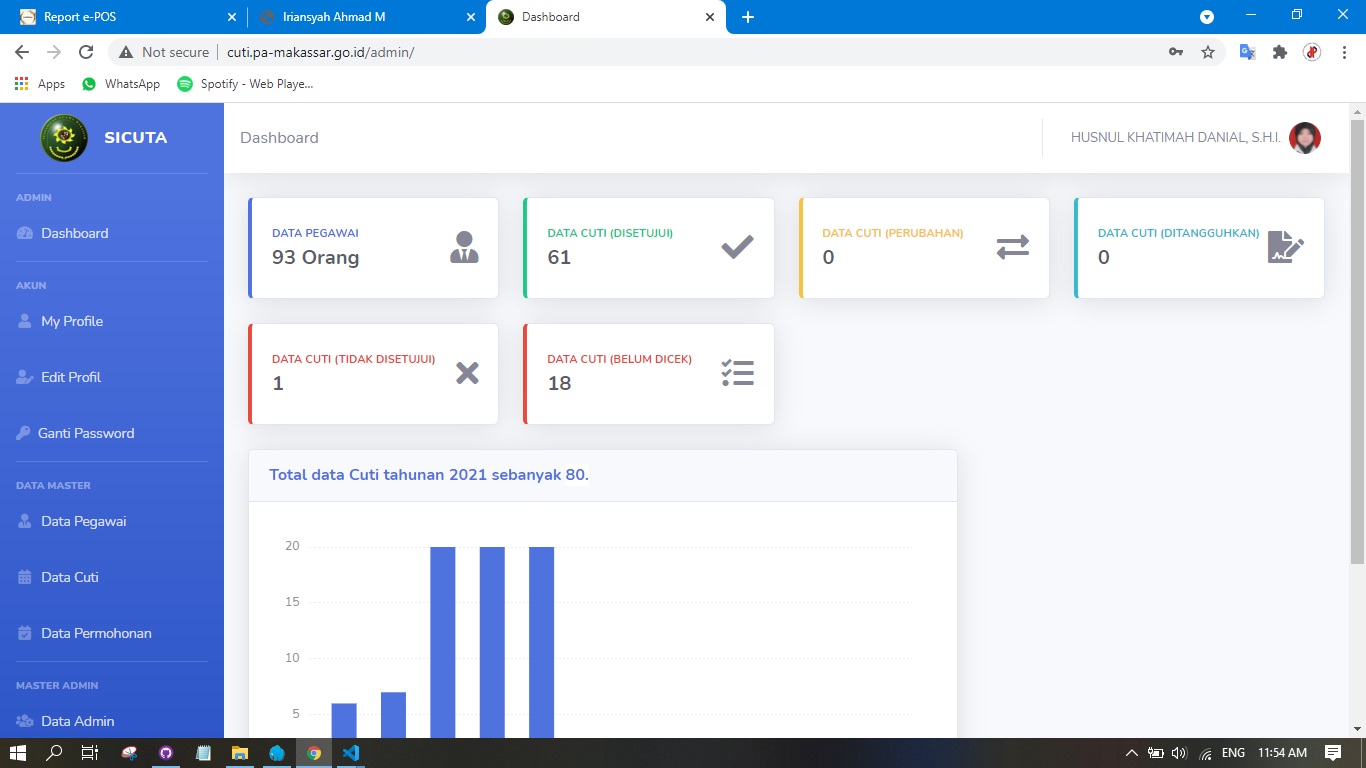 Report e-POS
Iriansyah Ahmad M
Dashboard
Not secure
cuti.pa-makassar.go.id/admin/
Apps
WhatsApp
Spotify - Web Playe...
SICUTA
Dashboard
HUSNUL KHATIMAH DANIAL, S.H.I.
ADMIN
Dashboard
AKUN
My Profile
Edit Profil
Ganti Password
DATA MASTER
Data Pegawai
Data Cuti
Data Permohonan
MASTER ADMIN
Data Admin
DATA PEGAWAI
93 Orang
DATA CUTI (DISETUJUI)
61
DATA CUTI (PERUBAHAN)
0
DATA CUTI (DITANGGUHKAN)
0
DATA CUTI (TIDAK DISETUJUI)
1
DATA CUTI (BELUM DICEK)
18
Total data Cuti tahunan 2021 sebanyak 80.
20
15
10
5
ENG
11:54 AM